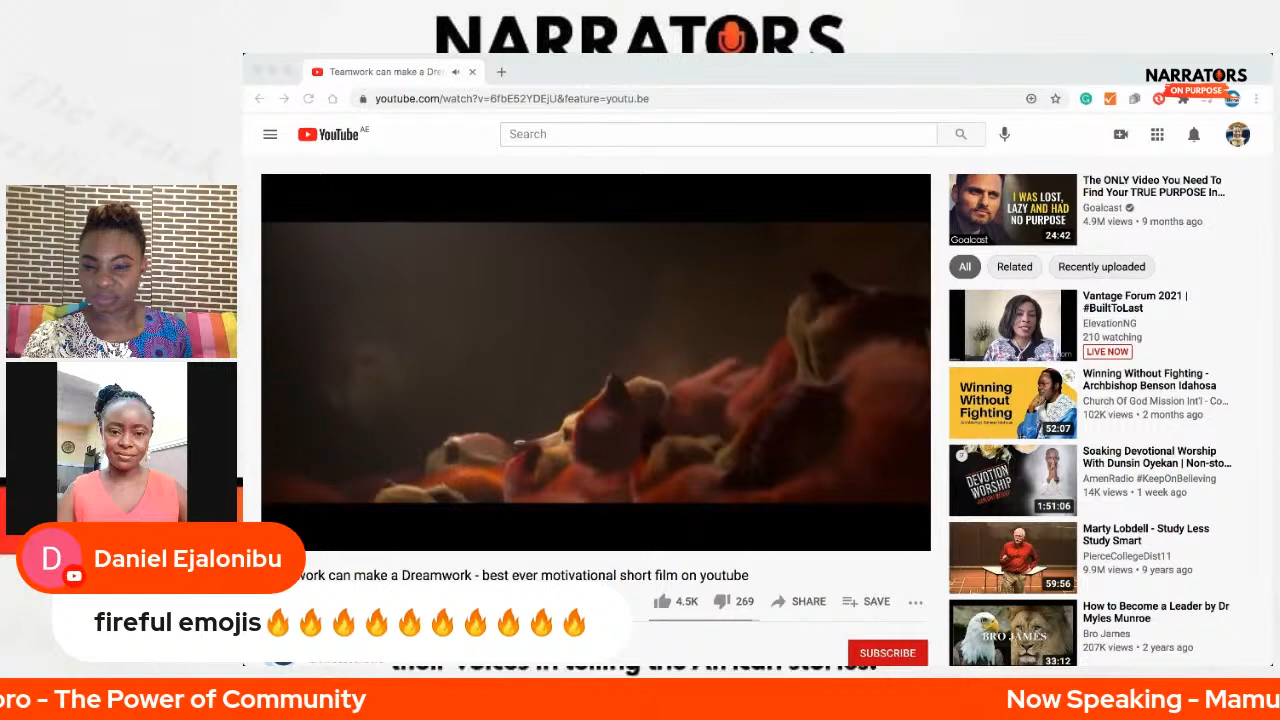 NARRATORS
Teamwork can make a Dre
NARRATORS
ON PURPOSE
youtube.com/watch?v=6fbE52YDEjU&feature=youtu.be
YouTube AE
Search
I WAS LOST,
LAZY AND HAD
NO PURPOSE
Goalcast
24:42
The ONLY Video You Need To
Find Your TRUE PURPOSE In...
Goalcast
4.9M views • 9 months ago
All
Related
Recently uploaded
Vantage Forum 2021 |
#BuiltToLast
ElevationNG
210 watching
LIVE NOW
Winning
Without
Fighting
52:07
Winning Without Fighting -
Archbishop Benson Idahosa
Church Of God Mission Int'l - Co...
102K views • 2 months ago
DEVOTION
WORSHIP
1:51:06
Soaking Devotional Worship
With Dunsin Oyekan | Non-sto...
AmenRadio #KeepOnBelieving
14K views • 1 week ago
59:56
Marty Lobdell - Study Less
Study Smart
PierceCollegeDist11
9.9M views • 9 years ago
BRO JAMES
33:12
How to Become a Leader by Dr
Myles Munroe
Bro James
207K views • 2 years ago
D
Daniel Ejalonibu
work can make a Dreamwork - best ever motivational short film on youtube
fireful emojis🔥🔥🔥🔥🔥🔥🔥🔥🔥🔥
4.5K
269
SHARE
SAVE
SUBSCRIBE
their voices in telling the African stories.
oro - The Power of Community
Now Speaking - Mamu